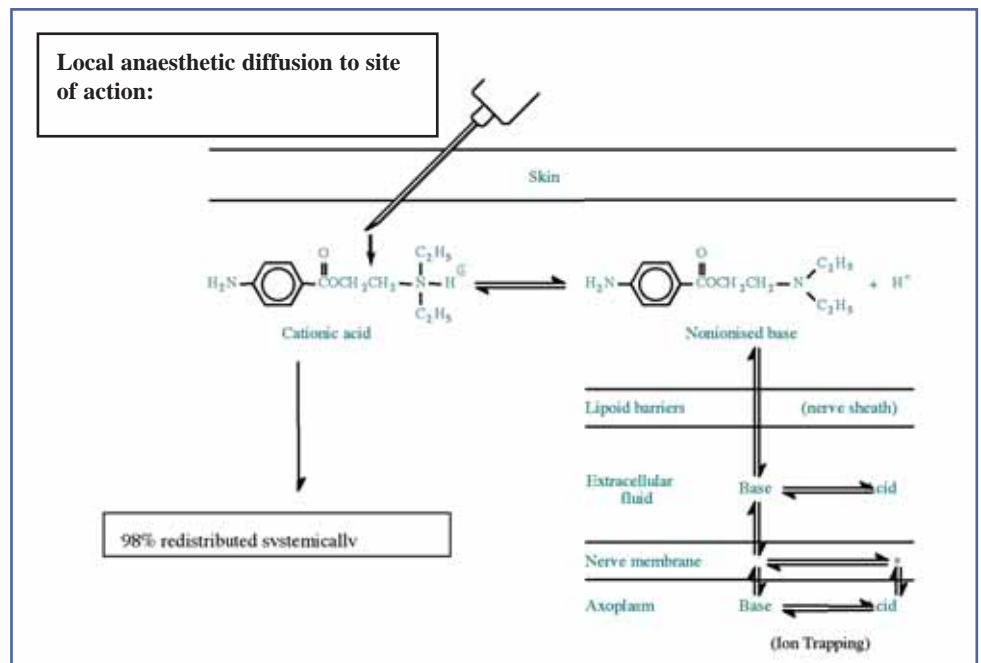 Local anaesthetic diffusion to site
of action:
Skin
O
H₂N
COCH₂CH₂
N
H
C₂H₅
C₂H₅
O
H₂N
COCH₂CH₂
N
C₂H₅
C₂H₅
+ H⁺
Cationic acid
Nonionised base
Lipoid barriers (nerve sheath)
Extracellular
fluid
Base cid
98% redistributed systemically
Nerve membrane
Axoplasm
Base cid
(Ion Trapping)